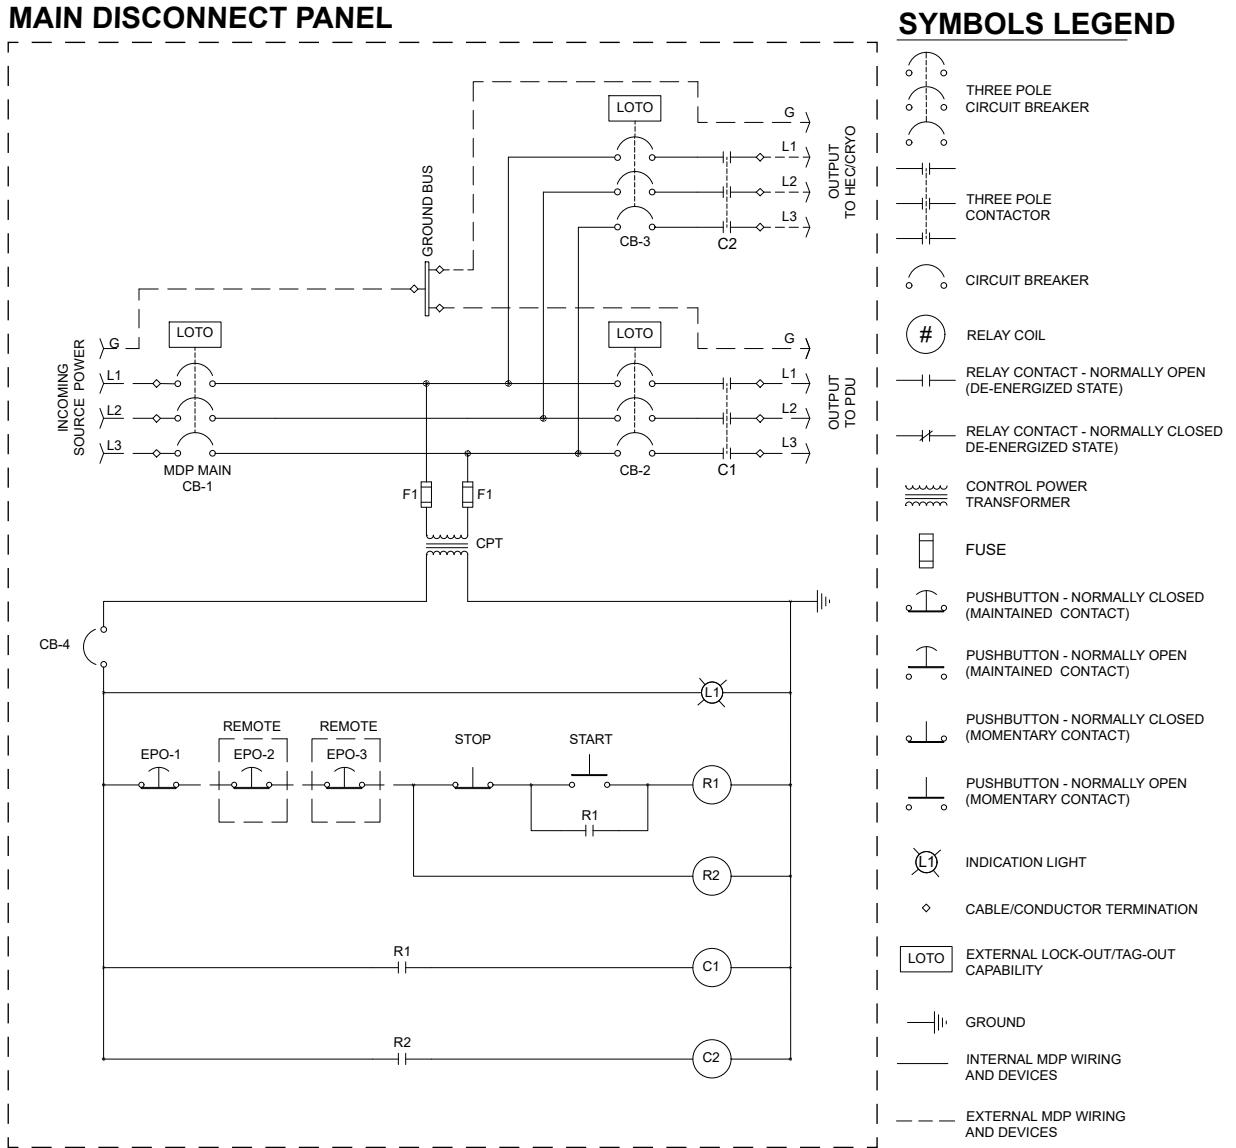 MAIN DISCONNECT PANEL
LOTO
G
L1
L2
L3
CB-3
C2
OUTPUT
TO HEC/CRYO
GROUND BUS
INCOMING
SOURCE POWER
G
L1
L2
L3
LOTO
MDP MAIN
CB-1
LOTO
CB-2
C1
G
L1
L2
L3
OUTPUT
TO PDU
F1
F1
CPT
CB-4
L1
EPO-1
REMOTE
EPO-2
REMOTE
EPO-3
STOP
START
R1
R1
R2
R1
C1
R2
C2
SYMBOLS LEGEND
THREE POLE
CIRCUIT BREAKER
THREE POLE
CONTACTOR
CIRCUIT BREAKER
#
RELAY COIL
RELAY CONTACT - NORMALLY OPEN
(DE-ENERGIZED STATE)
RELAY CONTACT - NORMALLY CLOSED
DE-ENERGIZED STATE)
CONTROL POWER
TRANSFORMER
FUSE
PUSHBUTTON - NORMALLY CLOSED
(MAINTAINED CONTACT)
PUSHBUTTON - NORMALLY OPEN
(MAINTAINED CONTACT)
PUSHBUTTON - NORMALLY CLOSED
(MOMENTARY CONTACT)
PUSHBUTTON - NORMALLY OPEN
(MOMENTARY CONTACT)
L1
INDICATION LIGHT
CABLE/CONDUCTOR TERMINATION
LOTO
EXTERNAL LOCK-OUT/TAG-OUT
CAPABILITY
GROUND
INTERNAL MDP WIRING
AND DEVICES
EXTERNAL MDP WIRING
AND DEVICES